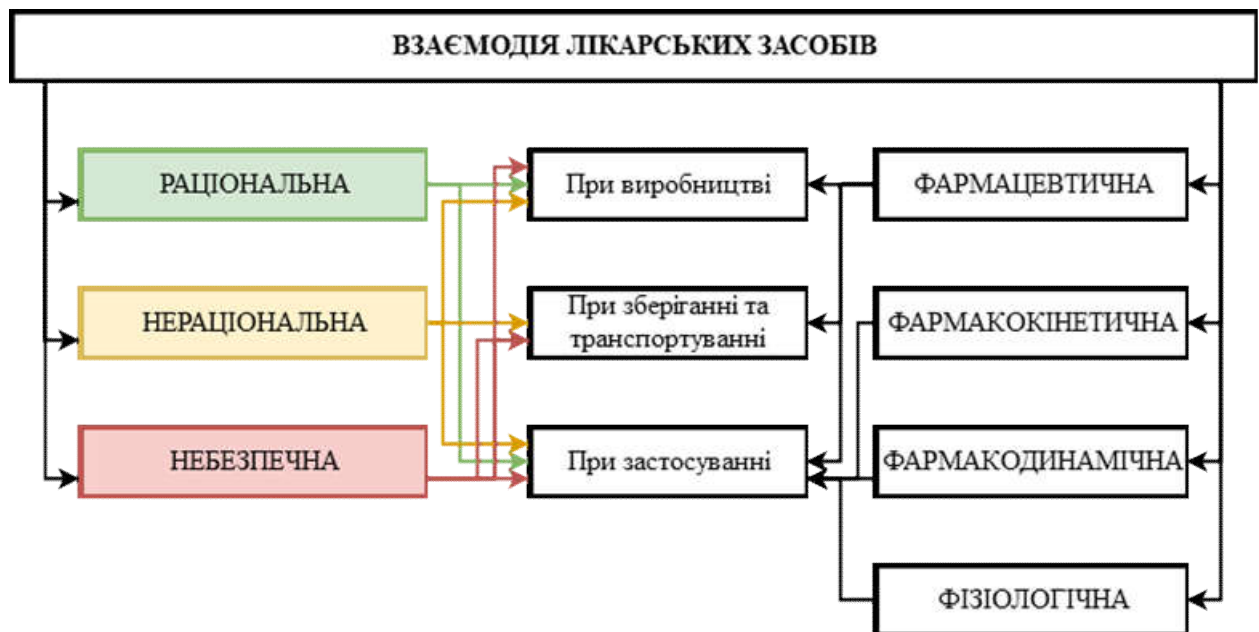 ВЗАЄМОДІЯ ЛІКАРСЬКИХ ЗАСОБІВ
РАЦІОНАЛЬНА
При виробництві
ФАРМАЦЕВТИЧНА
НЕРАЦІОНАЛЬНА
При зберіганні та
транспортуванні
ФАРМАКОКІНЕТИЧНА
НЕБЕЗПЕЧНА
При застосуванні
ФАРМАКОДИНАМІЧНА
ФІЗІОЛОГІЧНА